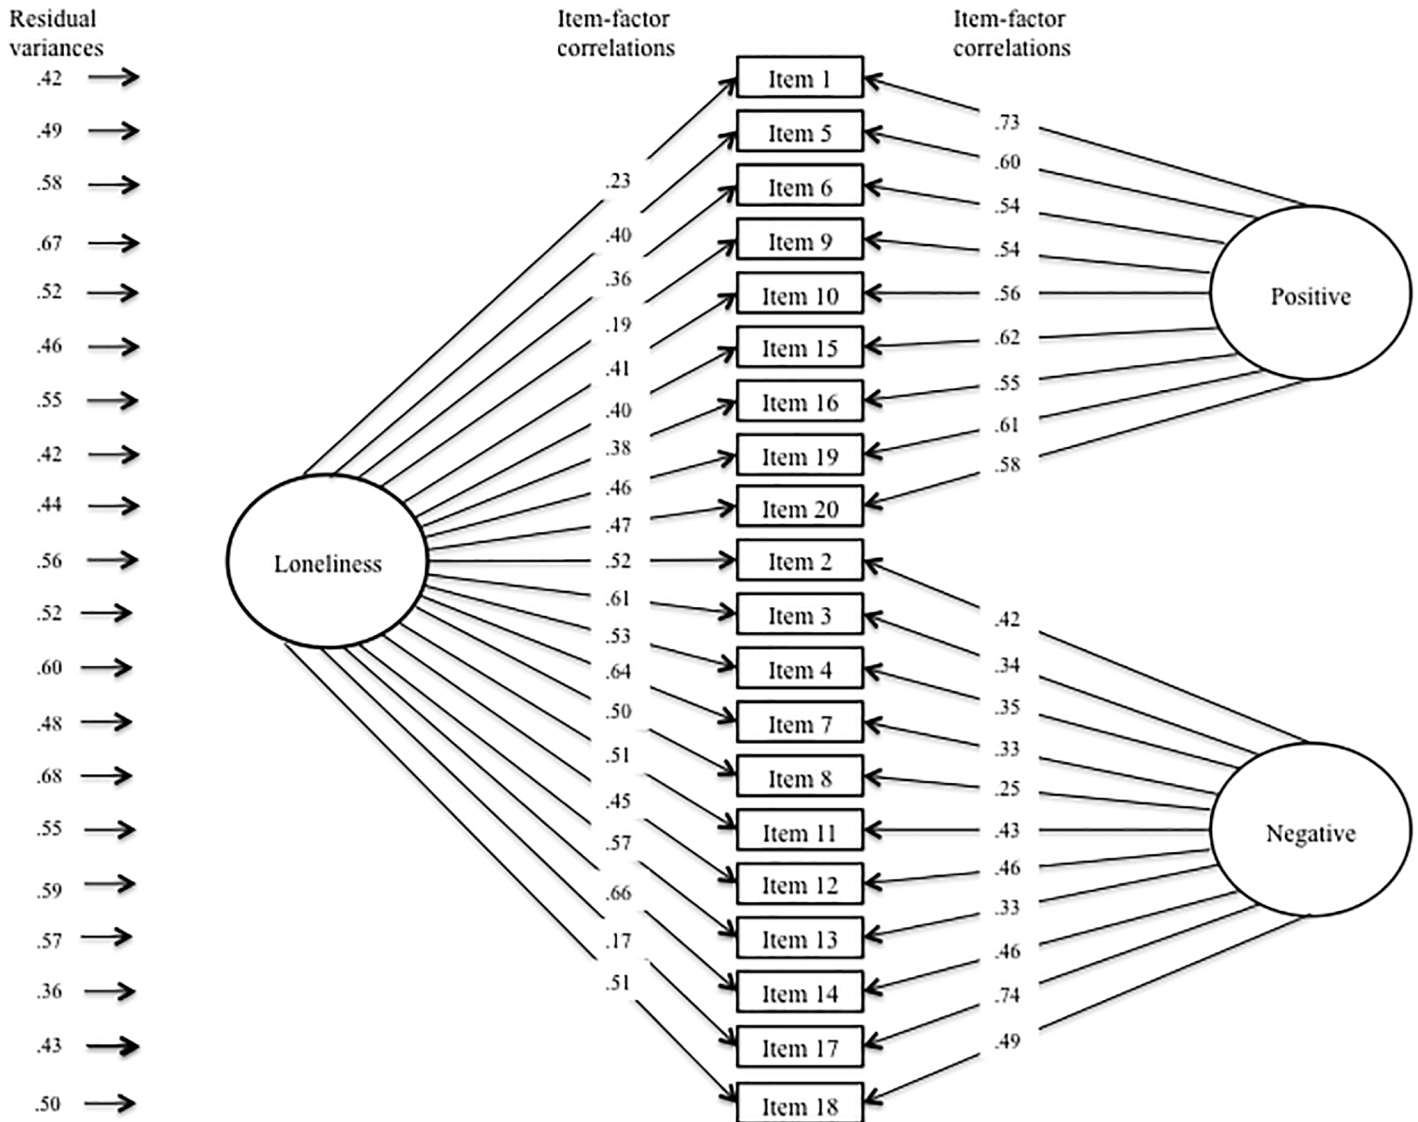 Residual
variances
Item-factor
correlations
Item-factor
correlations
.42
Item 1
.73
.49
Item 5
.60
.58
.23
Item 6
.54
.67
.40
Item 9
.54
.52
.36
Item 10
.56
Positive
.46
.19
Item 15
.62
.55
.41
Item 16
.55
.42
.40
Item 19
.61
.44
.38
Item 20
.58
.46
.47
.56
Loneliness
.52
Item 2
.42
.52
.61
Item 3
.34
.60
.53
Item 4
.35
.48
.64
Item 7
.33
.68
.50
Item 8
.25
.55
.51
Item 11
.43
Negative
.59
.45
Item 12
.46
.57
.57
Item 13
.33
.36
.66
Item 14
.46
.43
.17
Item 17
.74
.50
.51
Item 18
.49